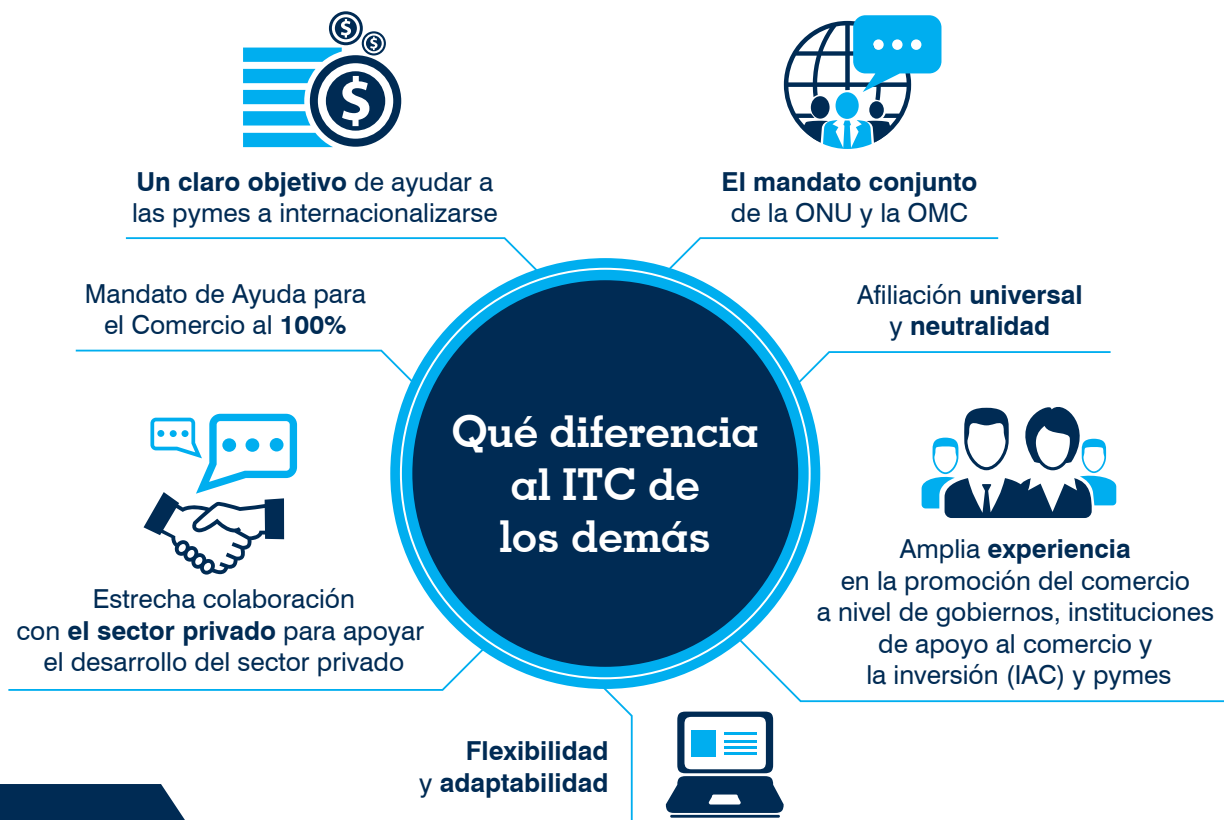 Un claro objetivo de ayudar a
las pymes a internacionalizarse
El mandato conjunto
de la ONU y la OMC
Mandato de Ayuda para
el Comercio al 100%
Afiliación universal
y neutralidad
Qué diferencia
al ITC de
los demás
Estrecha colaboración
con el sector privado para apoyar
el desarrollo del sector privado
Amplia experiencia
en la promoción del comercio
a nivel de gobiernos, instituciones
de apoyo al comercio y
la inversión (IAC) y pymes
Flexibilidad
y adaptabilidad